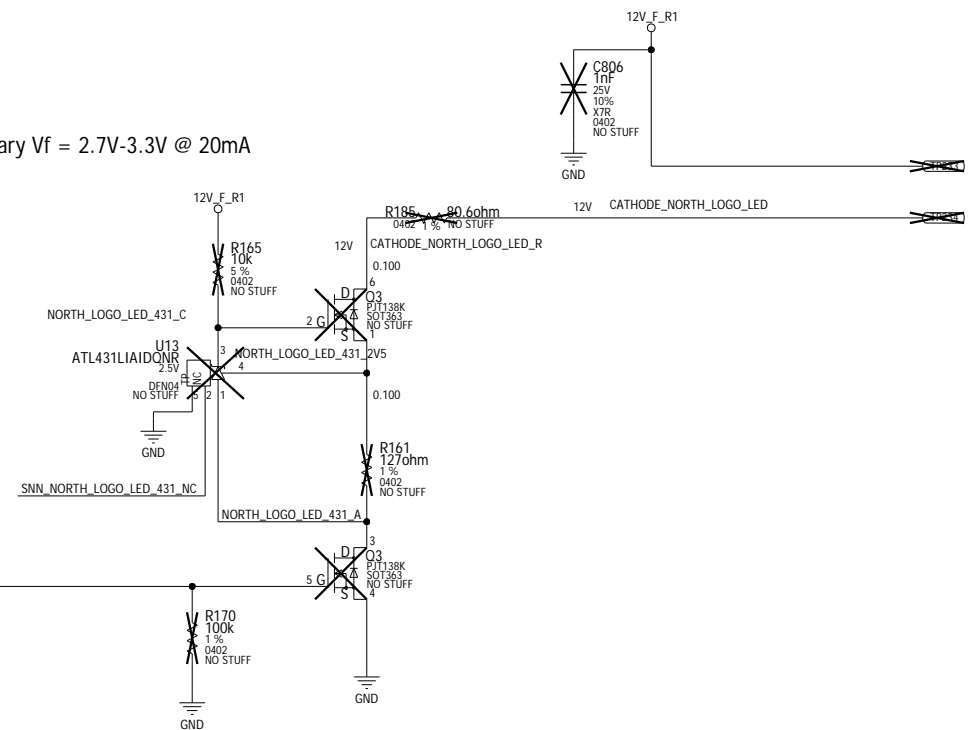 12V_F_R1
C806
1nF
25V
10%
X7R
0402
NO STUFF
GND
ary Vf = 2.7V-3.3V @ 20mA
12V_F_R1
R185
80.6ohm
0402
1 %
NO STUFF
12V
CATHODE_NORTH_LOGO_LED
R165
10k
5 %
0402
NO STUFF
12V
CATHODE_NORTH_LOGO_LED_R
0.100
6
D
Q3
PJT138K
SOT363
NO STUFF
2
G
S
1
NORTH_LOGO_LED_431_C
U13
ATL431LIAIDQNR
2.5V
DFN04
NO STUFF
TP
NC
3
4
5
2
1
NORTH_LOGO_LED_431_2V5
0.100
GND
R161
127ohm
1 %
0402
NO STUFF
SNN_NORTH_LOGO_LED_431_NC
NORTH_LOGO_LED_431_A
3
D
Q3
PJT138K
SOT363
NO STUFF
5
G
S
4
R170
100k
1 %
0402
NO STUFF
GND
GND